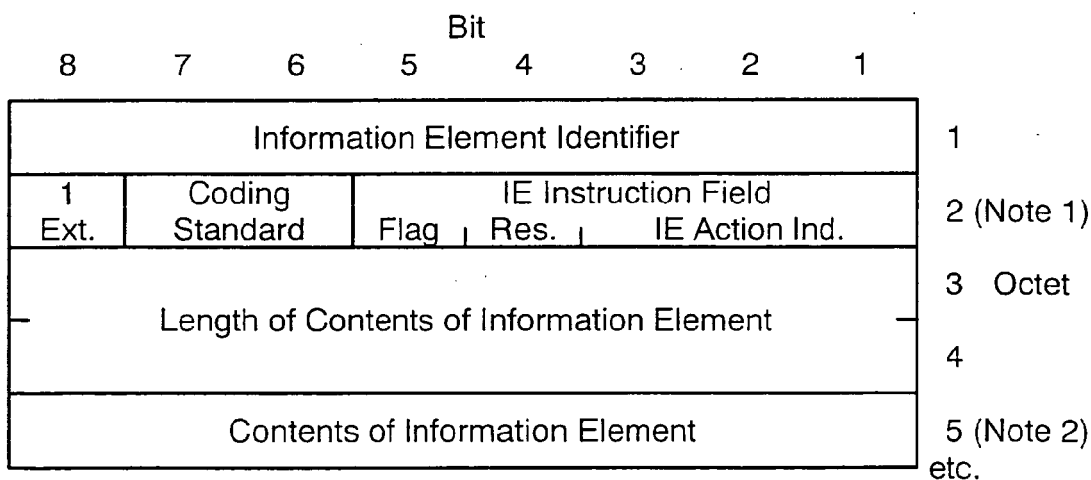 Bit
8 7 6 5 4 3 2 1
Information Element Identifier 1
1 Coding IE Instruction Field
Ext. Standard Flag Res. IE Action Ind. 2 (Note 1)
3 Octet
Length of Contents of Information Element
4
Contents of Information Element 5 (Note 2)
etc.